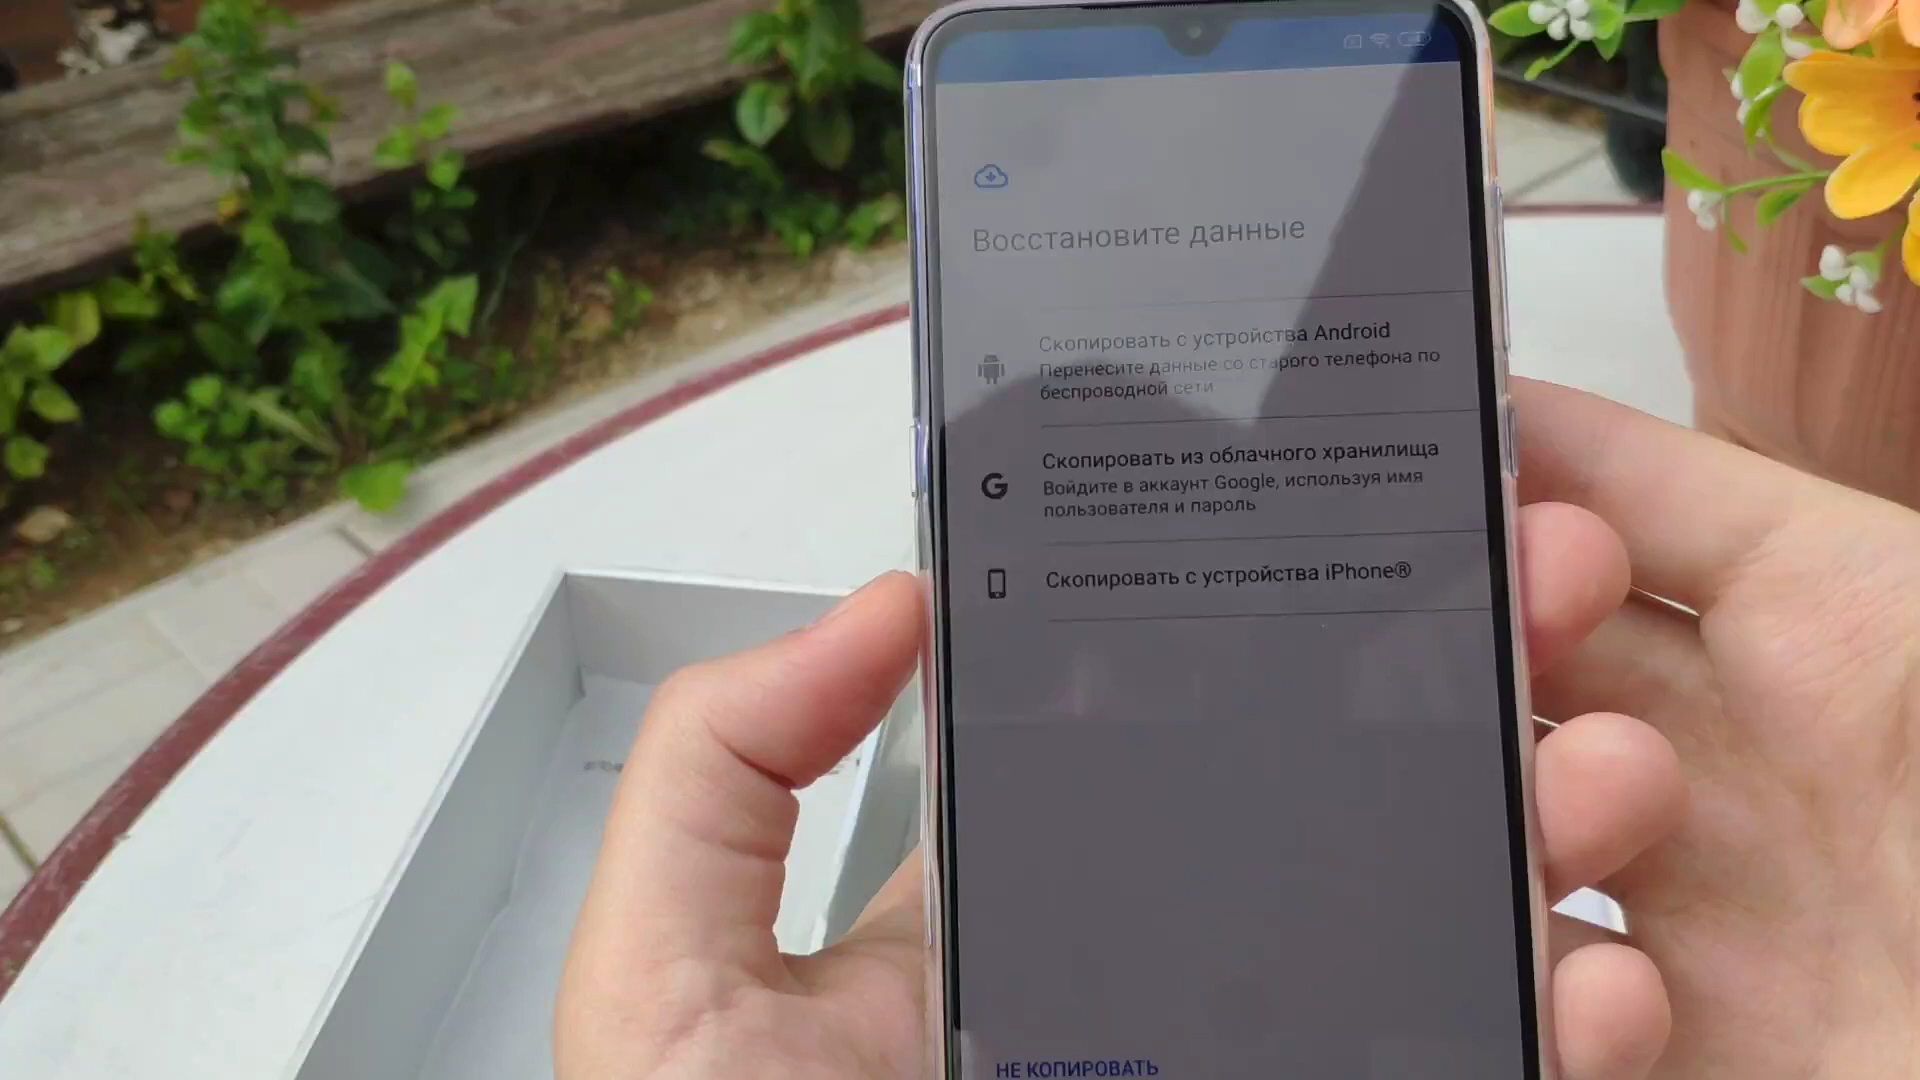 Восстановите данные
Скопировать с устройства Android
Перенесите данные со старого телефона по
беспроводной сети
Скопировать из облачного хранилища
Войдите в аккаунт Google, используя имя
пользователя и пароль
Скопировать с устройства iPhone®
НЕ КОПИРОВАТЬ